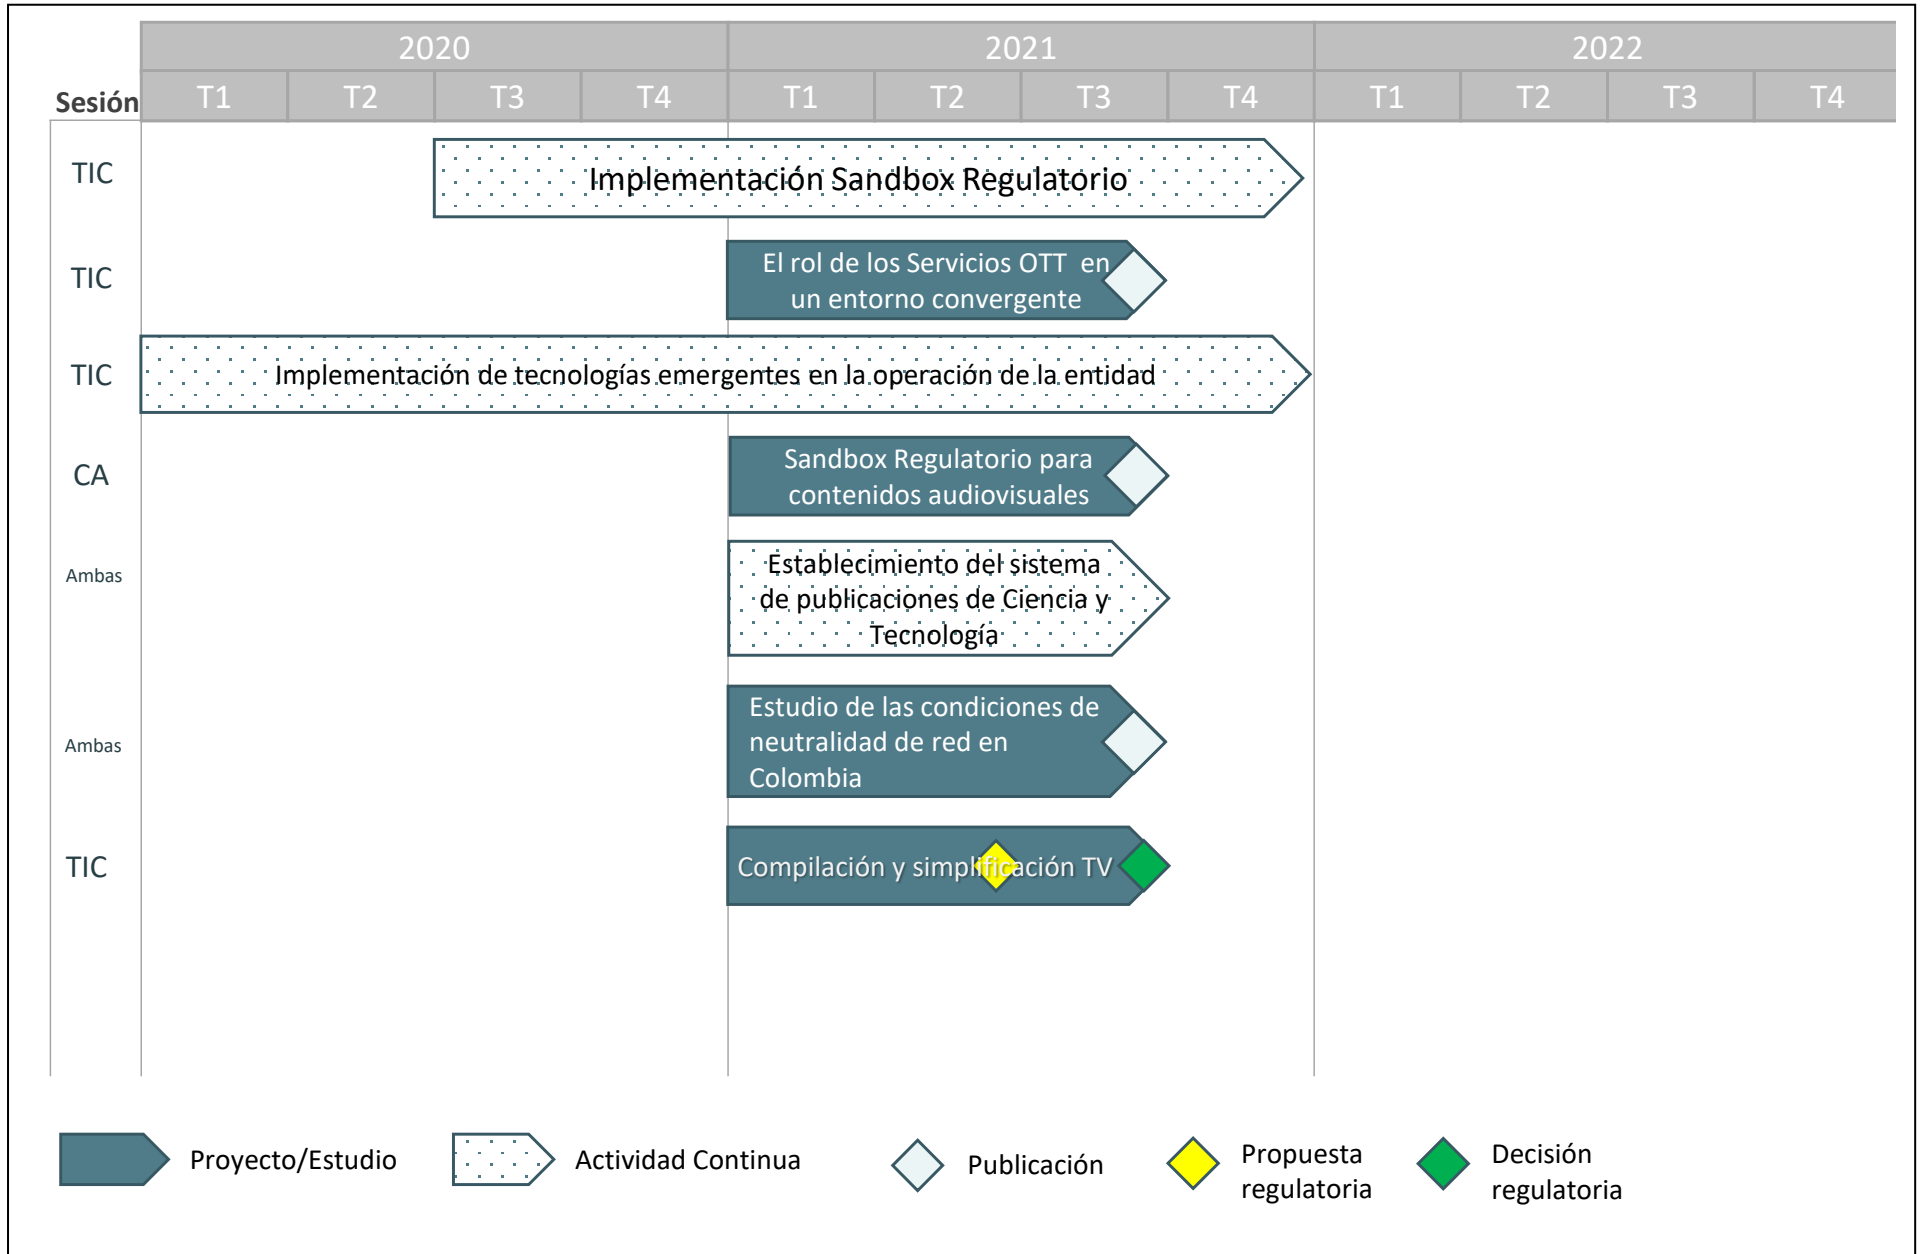 2020 2021 2022
Sesión T1 T2 T3 T4 T1 T2 T3 T4 T1 T2 T3 T4
TIC
Implementación Sandbox Regulatorio
TIC
El rol de los Servicios OTT en
un entorno convergente
TIC
Implementación de tecnologías emergentes en la operación de la entidad
CA
Sandbox Regulatorio para
contenidos audiovisuales
Ambas
Establecimiento del sistema
de publicaciones de Ciencia y
Tecnología
Ambas
Estudio de las condiciones de
neutralidad de red en
Colombia
TIC
Compilación y simplificación TV
Proyecto/Estudio
Actividad Continua
Publicación
Propuesta
regulatoria
Decisión
regulatoria